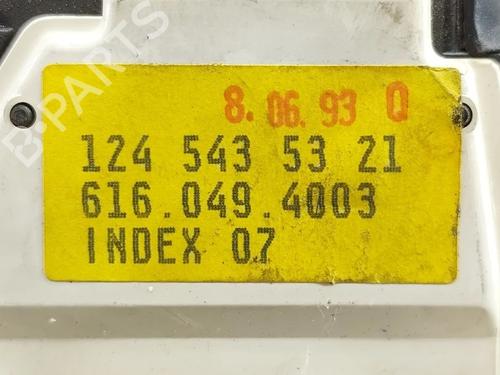 8. 06. 93 Q
124 543 53 21
616.049.4003
INDEX 07
B-PARTS